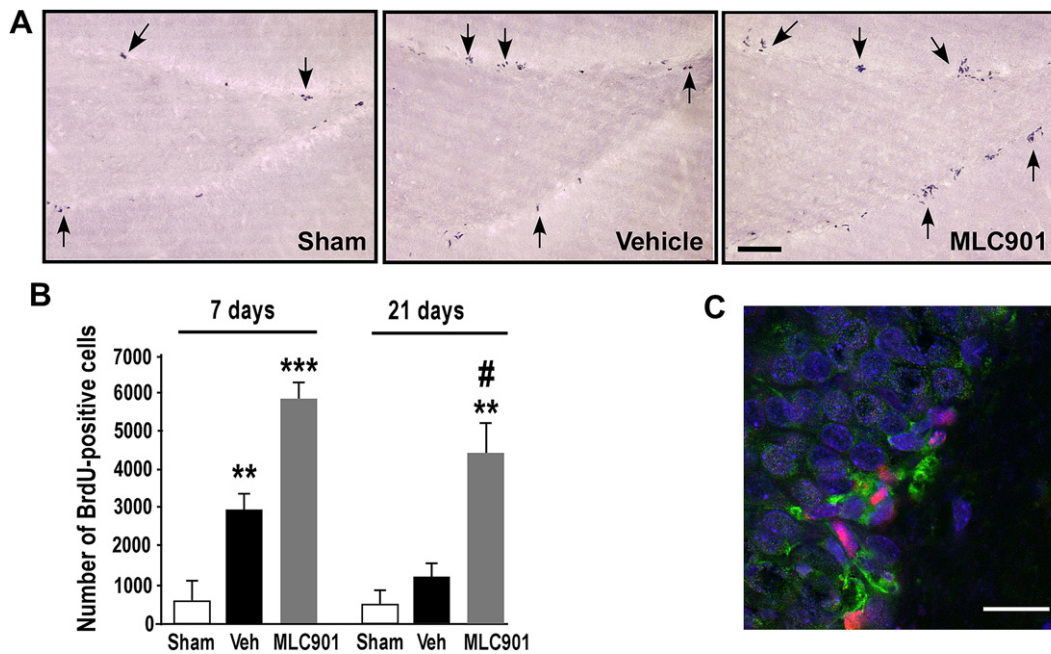 A
Sham
Vehicle
MLC901
B
7 days
21 days
Number of BrdU-positive cells
7000
6000
5000
4000
3000
2000
1000
0
**
***
#
**
Sham Veh MLC901 Sham Veh MLC901
C